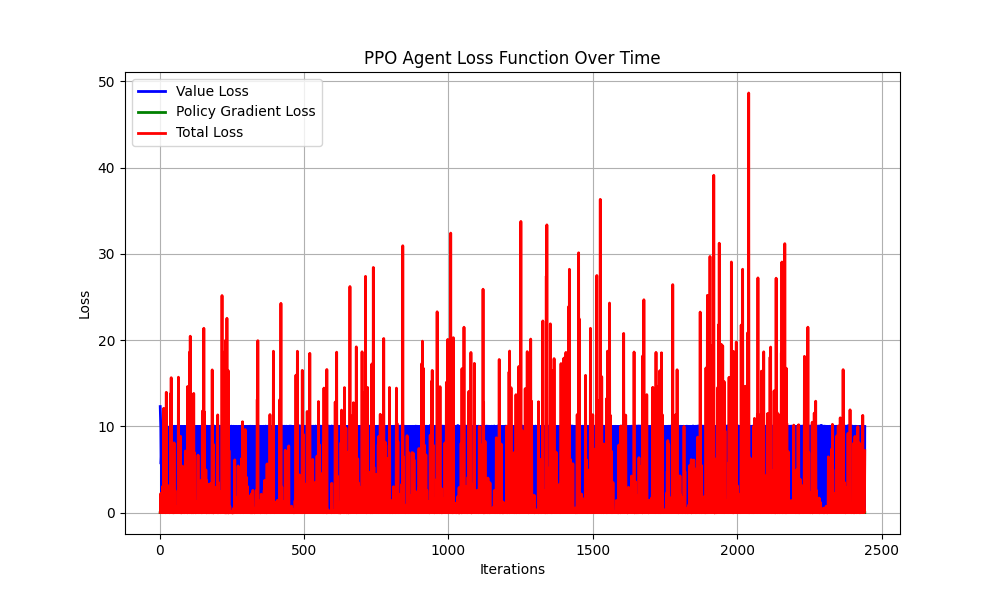 PPO Agent Loss Function Over Time
Value Loss
Policy Gradient Loss
Total Loss
50
40
30
20
10
0
Loss
0 500 1000 1500 2000 2500
Iterations